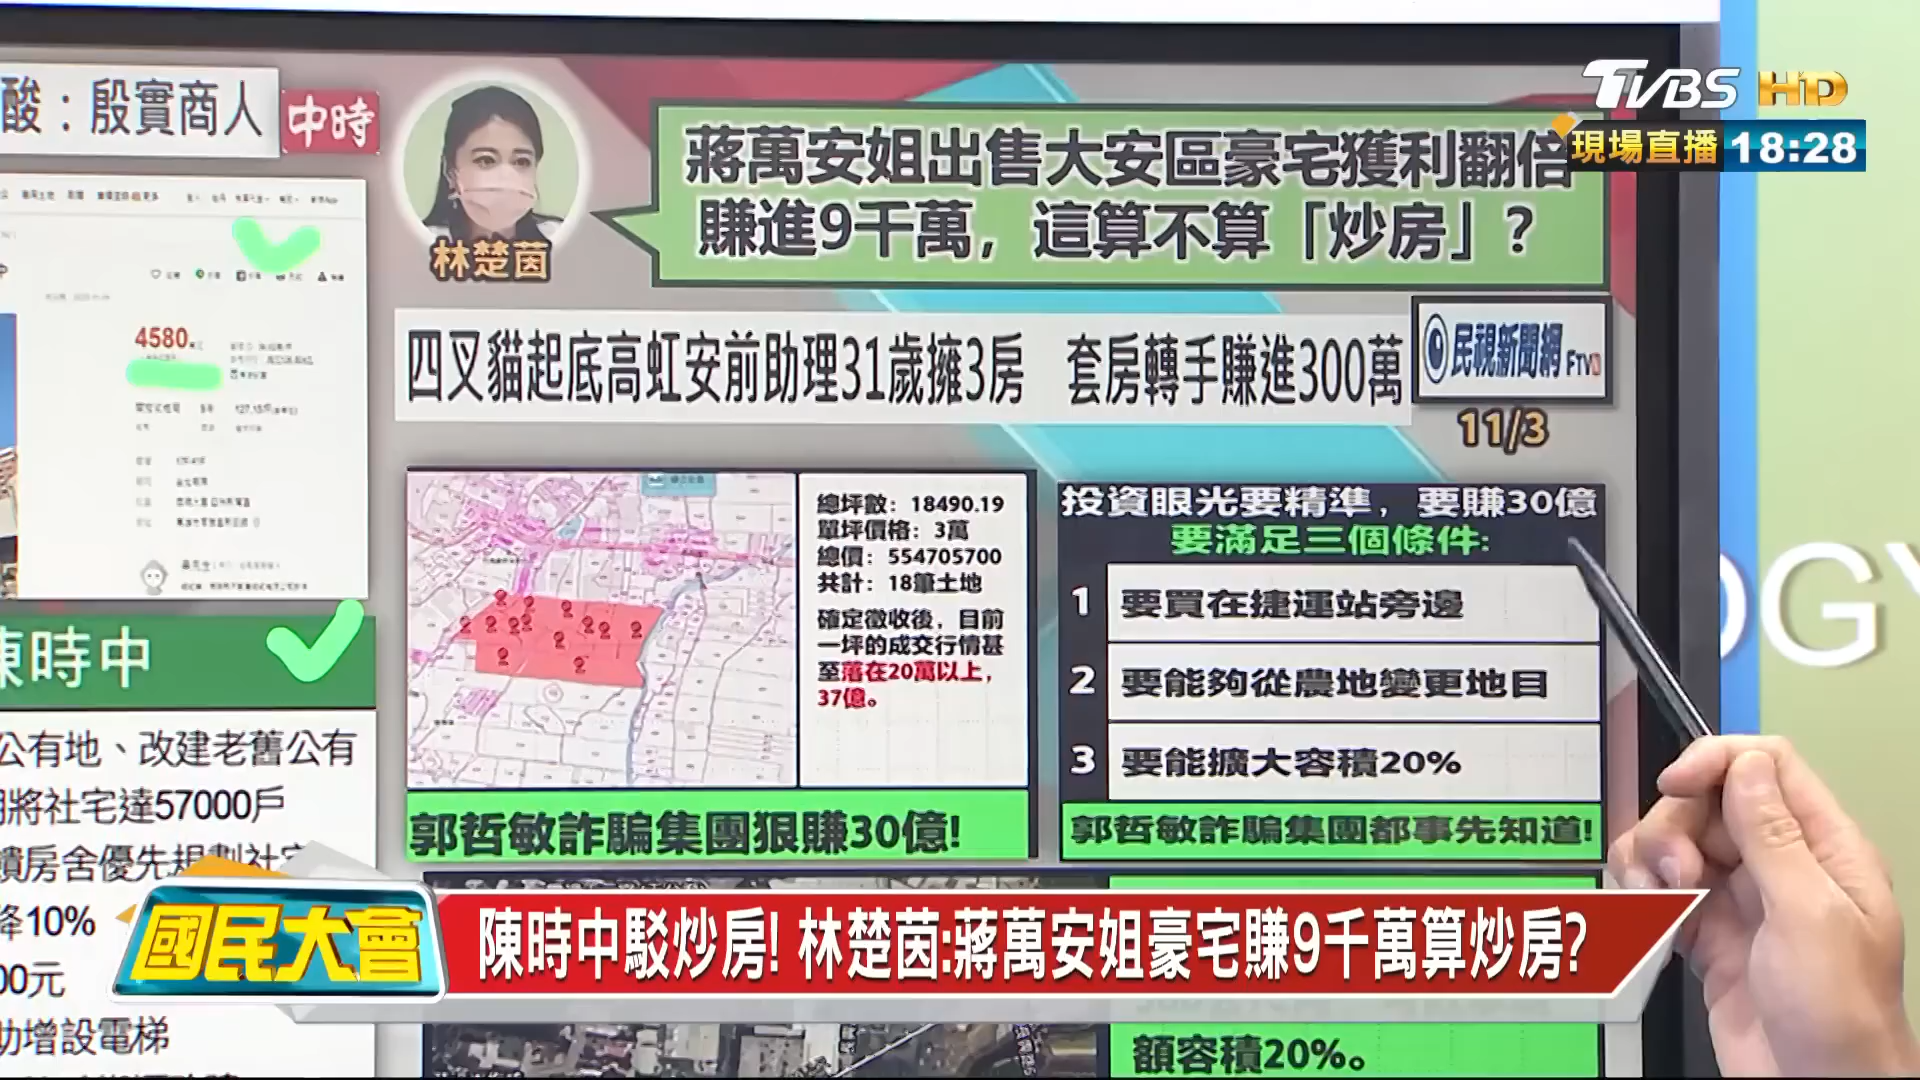 TVBS HD
現場直播 18:28
酸：殷實商人
中時
4580
林楚茵
蔣萬安姐出售大安區豪宅獲利翻倍
賺進9千萬，這算不算「炒房」？
四叉貓起底高虹安前助理31歲擁3房　套房轉手賺進300萬
民視新聞網 FTV
11/3
總坪數：18490.19
單坪價格：3萬
總價：554705700
共計：18筆土地
確定徵收後，目前
一坪的成交行情甚
至落在20萬以上，
37億。
郭哲敏詐騙集團狠賺30億!
投資眼光要精準，要賺30億
要滿足三個條件:
1 要買在捷運站旁邊
2 要能夠從農地變更地目
3 要能擴大容積20%
郭哲敏詐騙集團都事先知道!
陳時中
公有地、改建老舊公有
將社宅達57000戶
房舍優先規劃社宅
降10%
00元
助增設電梯
OGY
國民大會
陳時中駁炒房! 林楚茵:蔣萬安姐豪宅賺9千萬算炒房?
額容積20%。